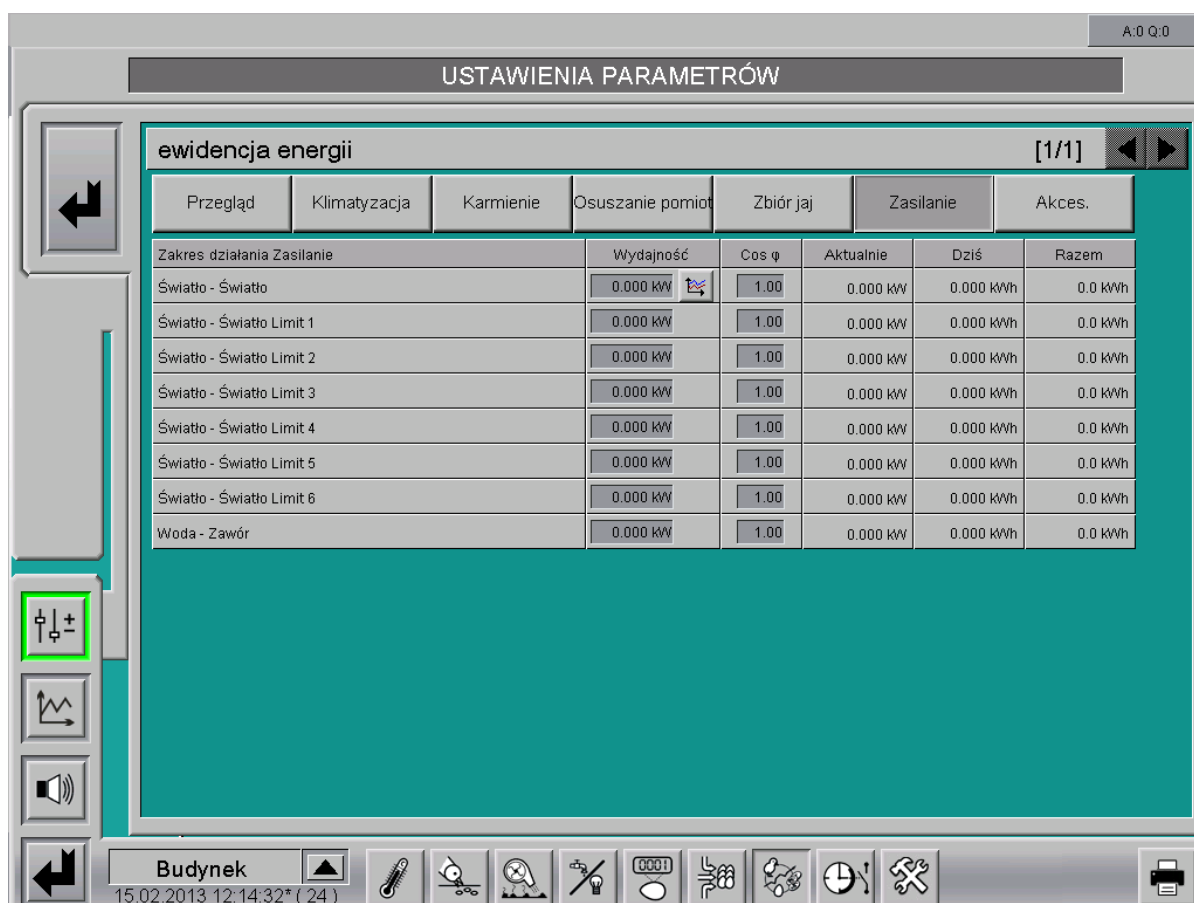 A:0 Q:0
USTAWIENIA PARAMETRÓW
ewidencja energii [1/1]
Przegląd Klimatyzacja Karmienie Osuszanie pomiot Zbiór jaj Zasilanie Akces.
Zakres działania Zasilanie Wydajność Cos φ Aktualnie Dziś Razem
Światło - Światło 0.000 kW 1.00 0.000 kW 0.000 kWh 0.0 kWh
Światło - Światło Limit 1 0.000 kW 1.00 0.000 kW 0.000 kWh 0.0 kWh
Światło - Światło Limit 2 0.000 kW 1.00 0.000 kW 0.000 kWh 0.0 kWh
Światło - Światło Limit 3 0.000 kW 1.00 0.000 kW 0.000 kWh 0.0 kWh
Światło - Światło Limit 4 0.000 kW 1.00 0.000 kW 0.000 kWh 0.0 kWh
Światło - Światło Limit 5 0.000 kW 1.00 0.000 kW 0.000 kWh 0.0 kWh
Światło - Światło Limit 6 0.000 kW 1.00 0.000 kW 0.000 kWh 0.0 kWh
Woda - Zawór 0.000 kW 1.00 0.000 kW 0.000 kWh 0.0 kWh
Budynek
0001
15.02.2013 12:14:32* ( 24 )